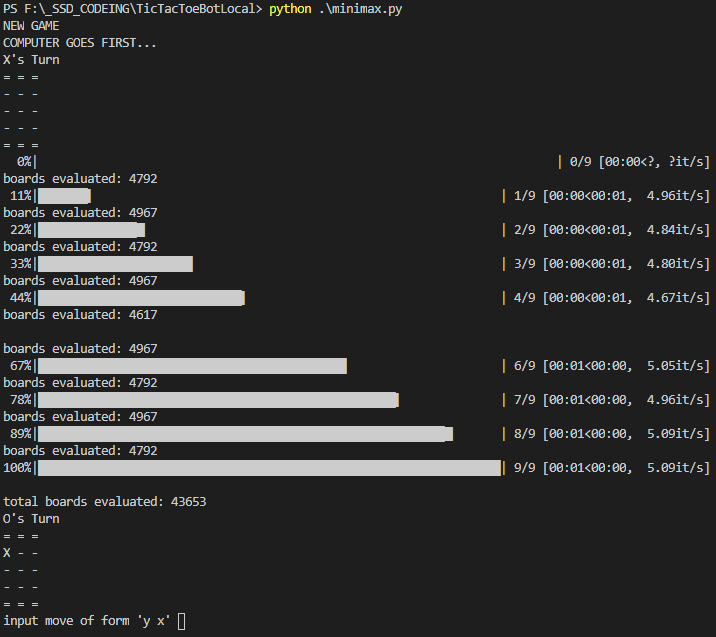 PS F:\_SSD_CODEING\TicTacToeBotLocal> python .\minimax.py
NEW GAME
COMPUTER GOES FIRST...
X's Turn
= = =
- - -
- - -
- - -
= = =
0%| | 0/9 [00:00<?, ?it/s]
boards evaluated: 4792
11%| | 1/9 [00:00<00:01, 4.96it/s]
boards evaluated: 4967
22%| | 2/9 [00:00<00:01, 4.84it/s]
boards evaluated: 4792
33%| | 3/9 [00:00<00:01, 4.80it/s]
boards evaluated: 4967
44%| | 4/9 [00:00<00:01, 4.67it/s]
boards evaluated: 4617
boards evaluated: 4967
67%| | 6/9 [00:01<00:00, 5.05it/s]
boards evaluated: 4792
78%| | 7/9 [00:01<00:00, 4.96it/s]
boards evaluated: 4967
89%| | 8/9 [00:01<00:00, 5.09it/s]
boards evaluated: 4792
100%| | 9/9 [00:01<00:00, 5.09it/s]
total boards evaluated: 43653
O's Turn
= = =
X - -
- - -
- - -
= = =
input move of form 'y x'